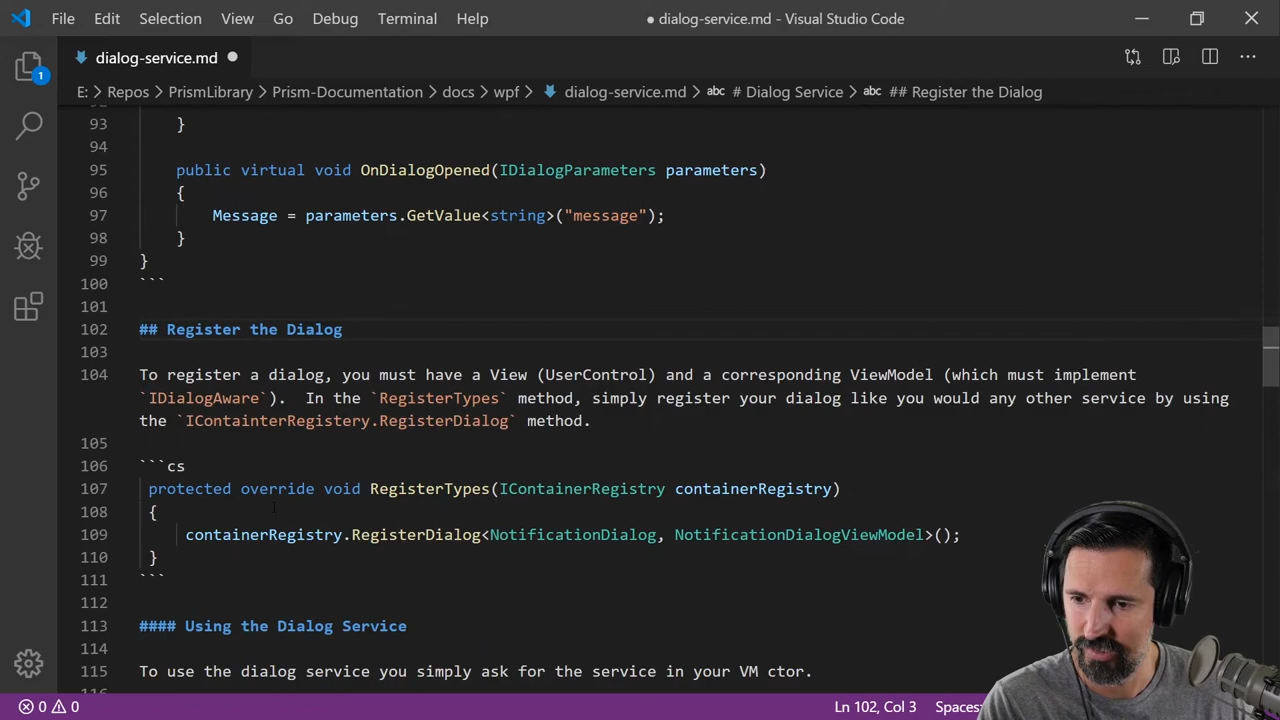 File Edit Selection View Go Debug Terminal Help ● dialog-service.md - Visual Studio Code
dialog-service.md
E: > Repos > PrismLibrary > Prism-Documentation > docs > wpf > dialog-service.md > # Dialog Service > ## Register the Dialog
1
93 }
94
95 public virtual void OnDialogOpened(IDialogParameters parameters)
96 {
97 Message = parameters.GetValue<string>("message");
98 }
99 }
100 ```
101
102 ## Register the Dialog
103
104 To register a dialog, you must have a View (UserControl) and a corresponding ViewModel (which must implement
`IDialogAware`).  In the `RegisterTypes` method, simply register your dialog like you would any other service by using
the `IContainterRegistery.RegisterDialog` method.
105
106 ```cs
107 protected override void RegisterTypes(IContainerRegistry containerRegistry)
108 {
109 containerRegistry.RegisterDialog<NotificationDialog, NotificationDialogViewModel>();
110 }
111 ```
112
113 #### Using the Dialog Service
114
115 To use the dialog service you simply ask for the service in your VM ctor.
0 0 Ln 102, Col 3 Spaces: